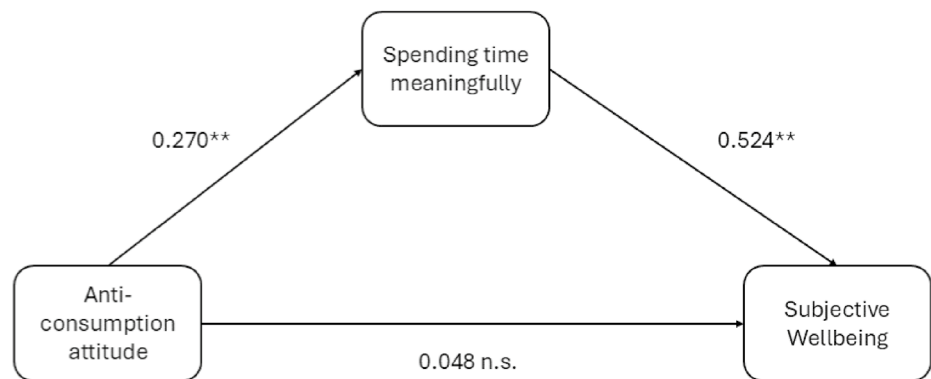 Spending time
meaningfully
0.270**
0.524**
Anti-
consumption
attitude
Subjective
Wellbeing
0.048 n.s.